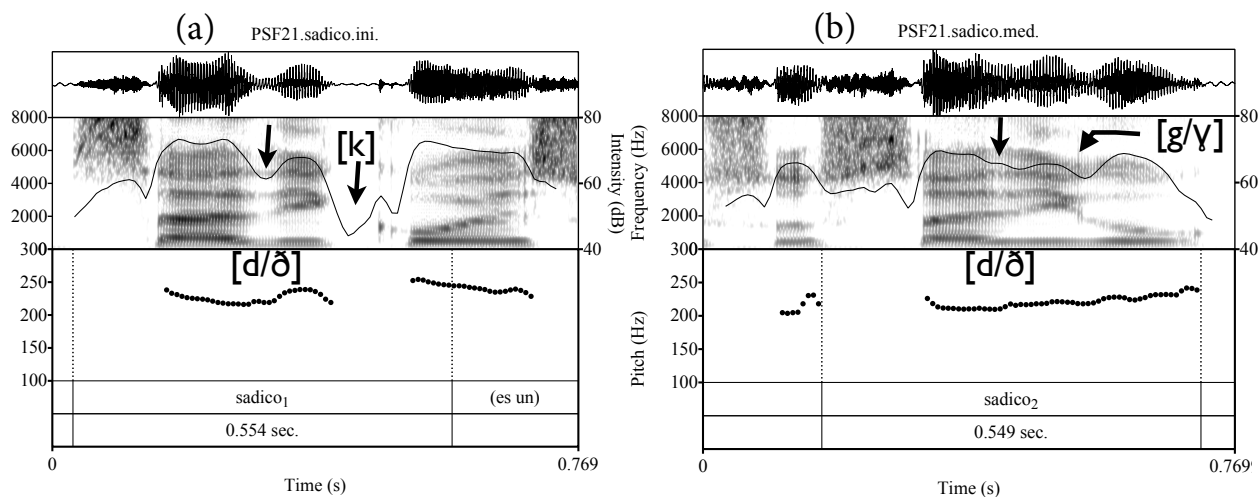 (a) PSF21.sadico.ini.
8000
6000
4000
2000
300
80
60
40
Intensity (dB)
[k]
[d/ð]
250
200
150
100
sadico1
(es un)
0.554 sec.
0
0.769
Time (s)
(b) PSF21.sadico.med.
Frequency (Hz)
8000
6000
4000
2000
300
80
60
40
[g/ɣ]
[d/ð]
Pitch (Hz)
250
200
150
100
sadico2
0.549 sec.
0
0.769
Time (s)